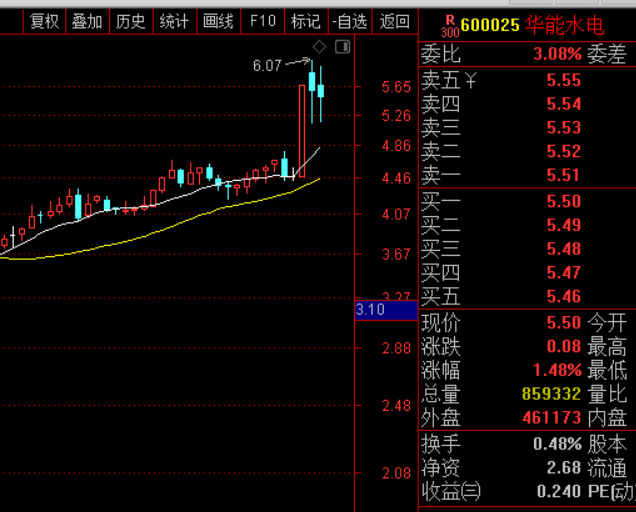 复权 叠加 历史 统计 画线 F10 标记 -自选 返回
R 300 600025 华能水电
6.07
5.65
5.26
4.86
4.46
4.07
3.67
3.27
3.10
2.88
2.48
2.08
委比 3.08% 委差
卖五 ¥ 5.55
卖四 5.54
卖三 5.53
卖二 5.52
卖一 5.51
买一 5.50
买二 5.49
买三 5.48
买四 5.47
买五 5.46
现价 5.50 今开
涨跌 0.08 最高
涨幅 1.48% 最低
总量 859332 量比
外盘 461173 内盘
换手 0.48% 股本
净资 2.68 流通
收益㈢ 0.240 PE(动